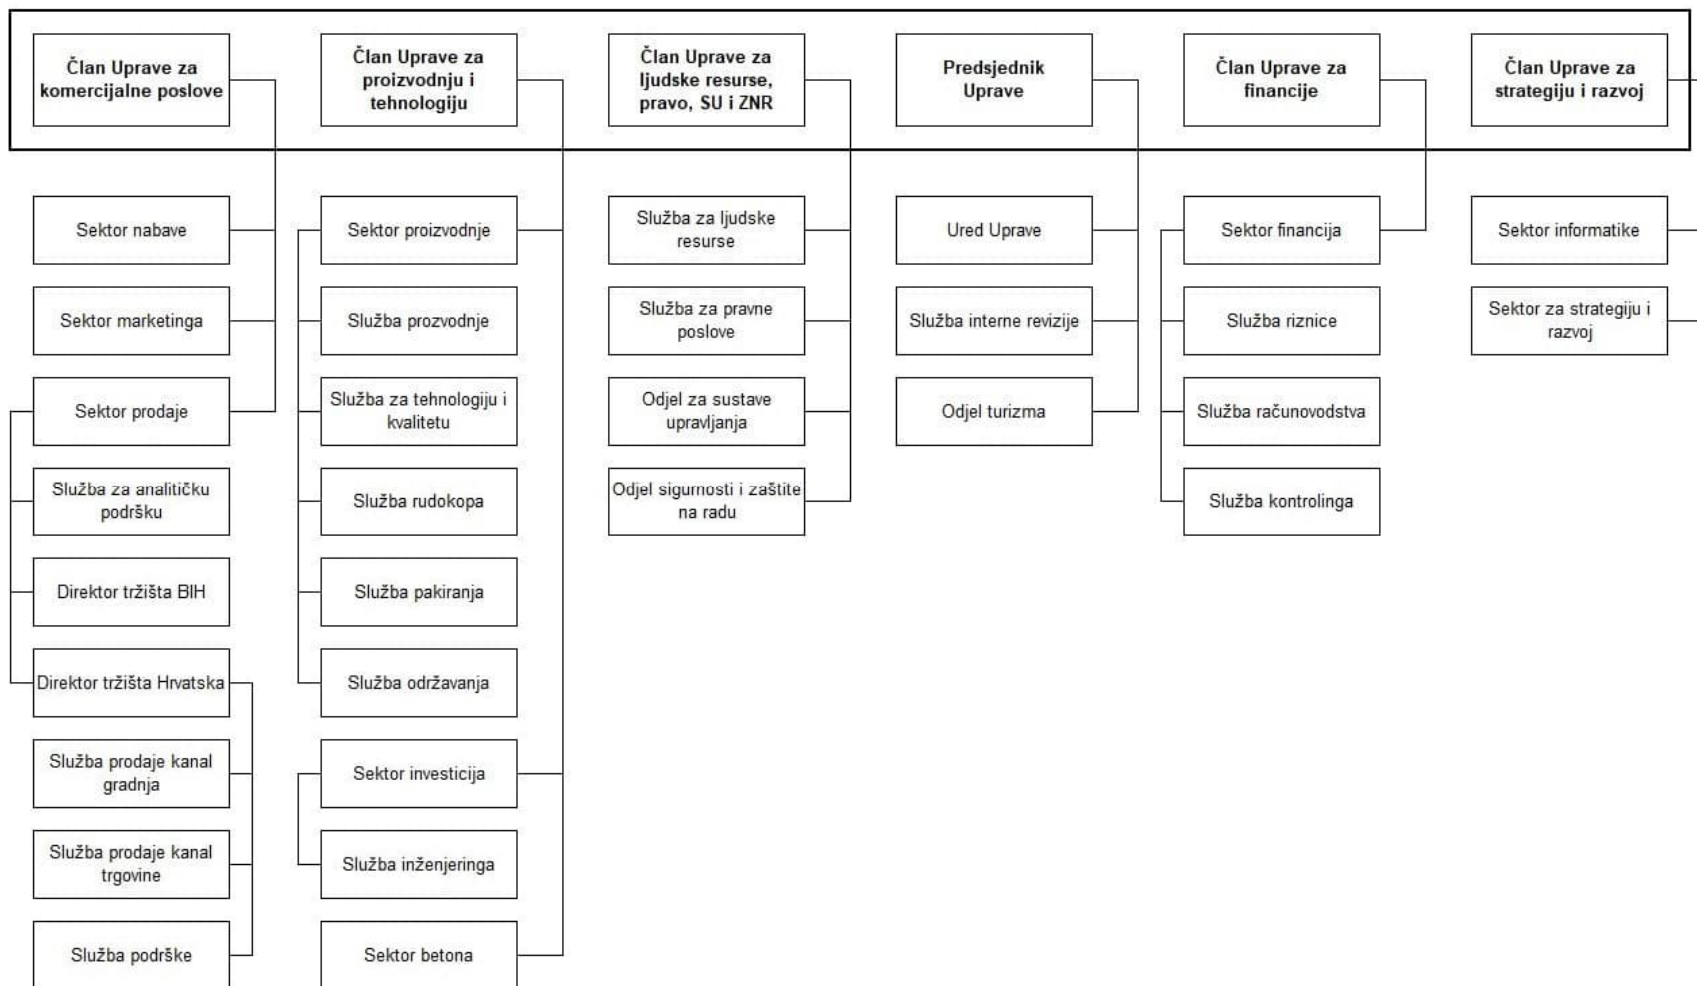 Član Uprave za
komercijalne poslove
Član Uprave za
proizvodnju i
tehnologiju
Član Uprave za
ljudske resurse,
pravo, SU i ZNR
Predsjednik
Uprave
Član Uprave za
financije
Član Uprave za
strategiju i razvoj
Sektor nabave
Sektor marketinga
Sektor prodaje
Služba za analitičku
podršku
Direktor tržišta BIH
Direktor tržišta Hrvatska
Služba prodaje kanal
gradnja
Služba prodaje kanal
trgovine
Služba podrške
Sektor proizvodnje
Služba prozvodnje
Služba za tehnologiju i
kvalitetu
Služba rudokopa
Služba pakiranja
Služba održavanja
Sektor investicija
Služba inženjeringa
Sektor betona
Služba za ljudske
resurse
Služba za pravne
poslove
Odjel za sustave
upravljanja
Odjel sigurnosti i zaštite
na radu
Ured Uprave
Služba interne revizije
Odjel turizma
Sektor financija
Služba riznice
Služba računovodstva
Služba kontrolinga
Sektor informatike
Sektor za strategiju i
razvoj